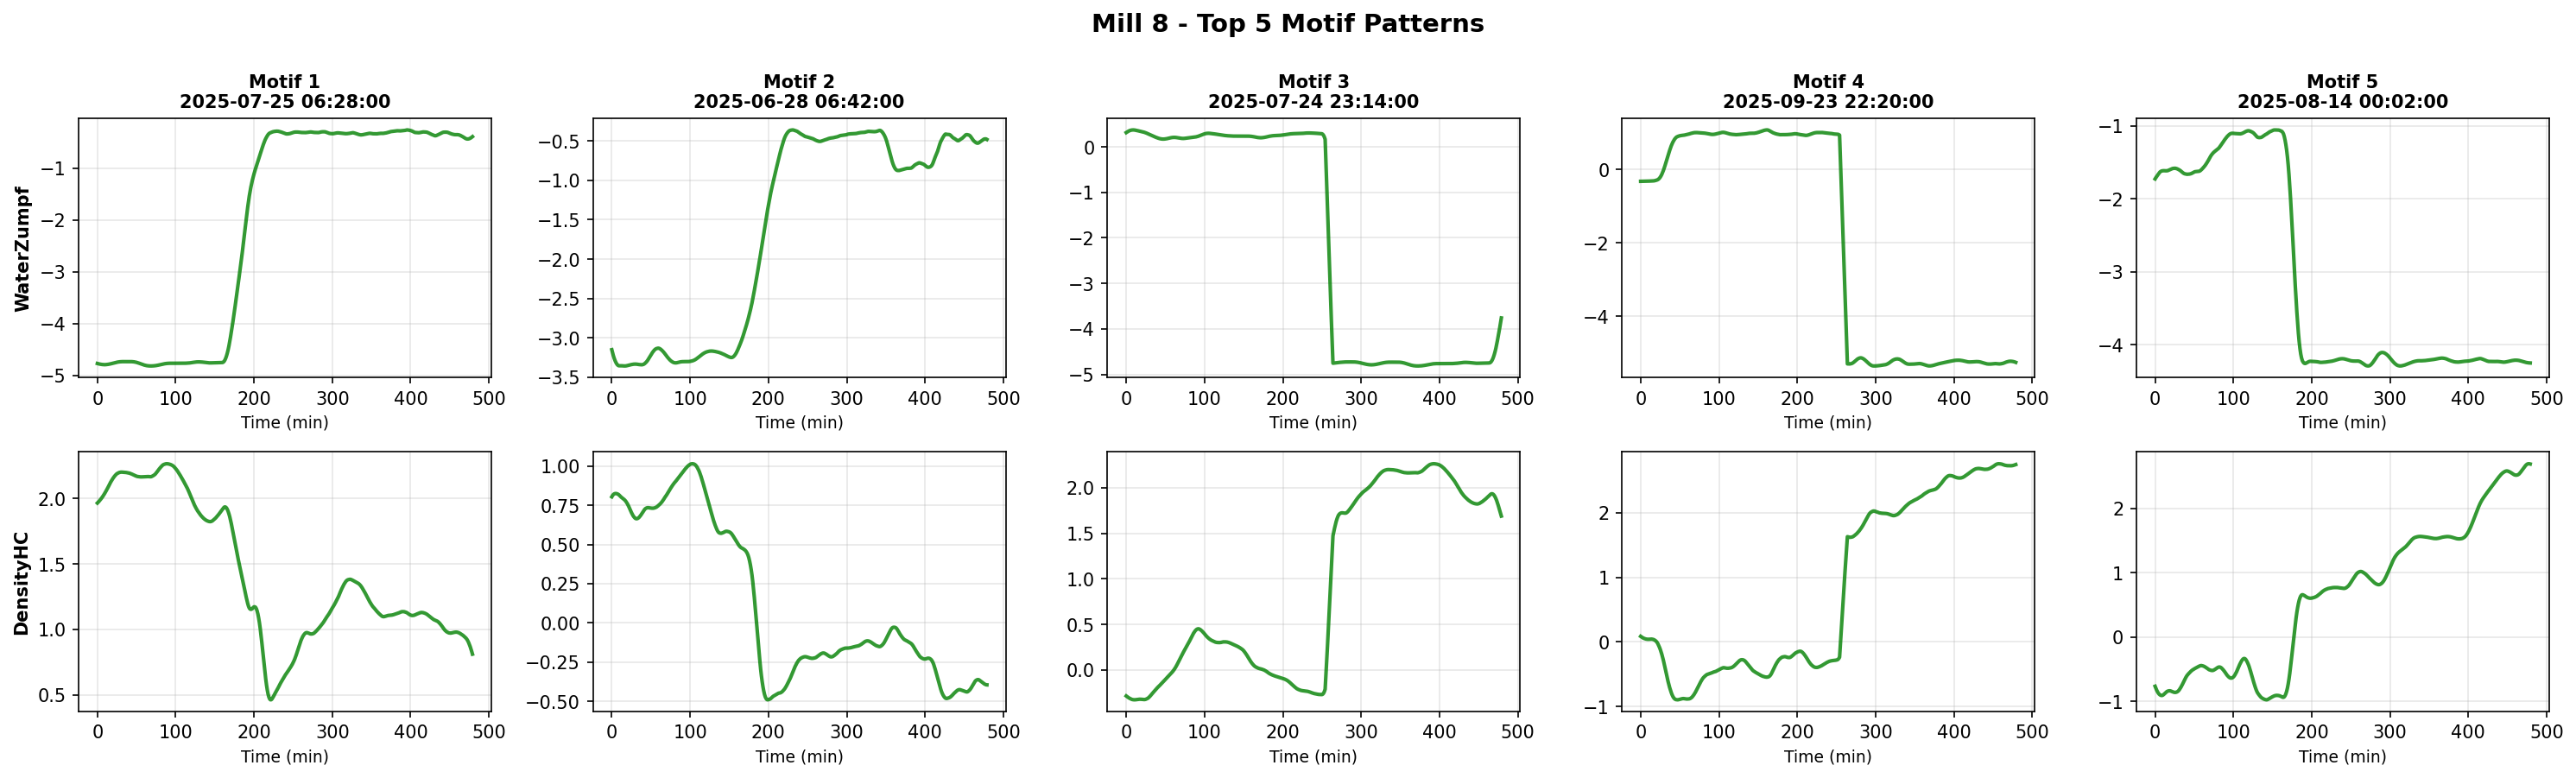 Mill 8 - Top 5 Motif Patterns
Motif 1
2025-07-25 06:28:00
Motif 2
2025-06-28 06:42:00
Motif 3
2025-07-24 23:14:00
Motif 4
2025-09-23 22:20:00
Motif 5
2025-08-14 00:02:00
WaterZumpf
−1
−2
−3
−4
−5
0 100 200 300 400 500
Time (min)
−0.5
−1.0
−1.5
−2.0
−2.5
−3.0
−3.5
0 100 200 300 400 500
Time (min)
0
−1
−2
−3
−4
−5
0 100 200 300 400 500
Time (min)
0
−2
−4
0 100 200 300 400 500
Time (min)
−1
−2
−3
−4
0 100 200 300 400 500
Time (min)
DensityHC
2.0
1.5
1.0
0.5
0 100 200 300 400 500
Time (min)
1.00
0.75
0.50
0.25
0.00
−0.25
−0.50
0 100 200 300 400 500
Time (min)
2.0
1.5
1.0
0.5
0.0
0 100 200 300 400 500
Time (min)
2
1
0
−1
0 100 200 300 400 500
Time (min)
2
1
0
−1
0 100 200 300 400 500
Time (min)